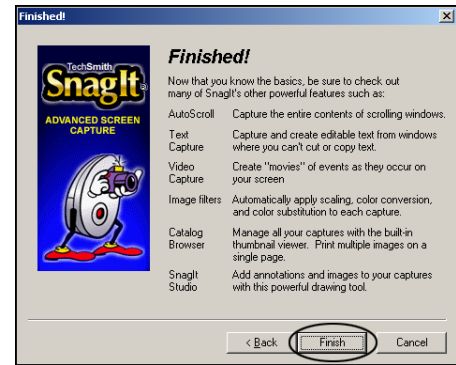 Finished!
TechSmith
SnagIt®
ADVANCED SCREEN
CAPTURE
Finished!
Now that you know the basics, be sure to check out
many of SnagIt's other powerful features such as:
AutoScroll Capture the entire contents of scrolling windows.
Text Capture and create editable text from windows
Capture where you can't cut or copy text.
Video Create "movies" of events as they occur on
Capture your screen
Image filters Automatically apply scaling, color conversion,
and color substitution to each capture.
Catalog Manage all your captures with the built-in
Browser thumbnail viewer. Print multiple images on a
single page.
SnagIt Add annotations and images to your captures
Studio with this powerful drawing tool.
< Back Finish Cancel